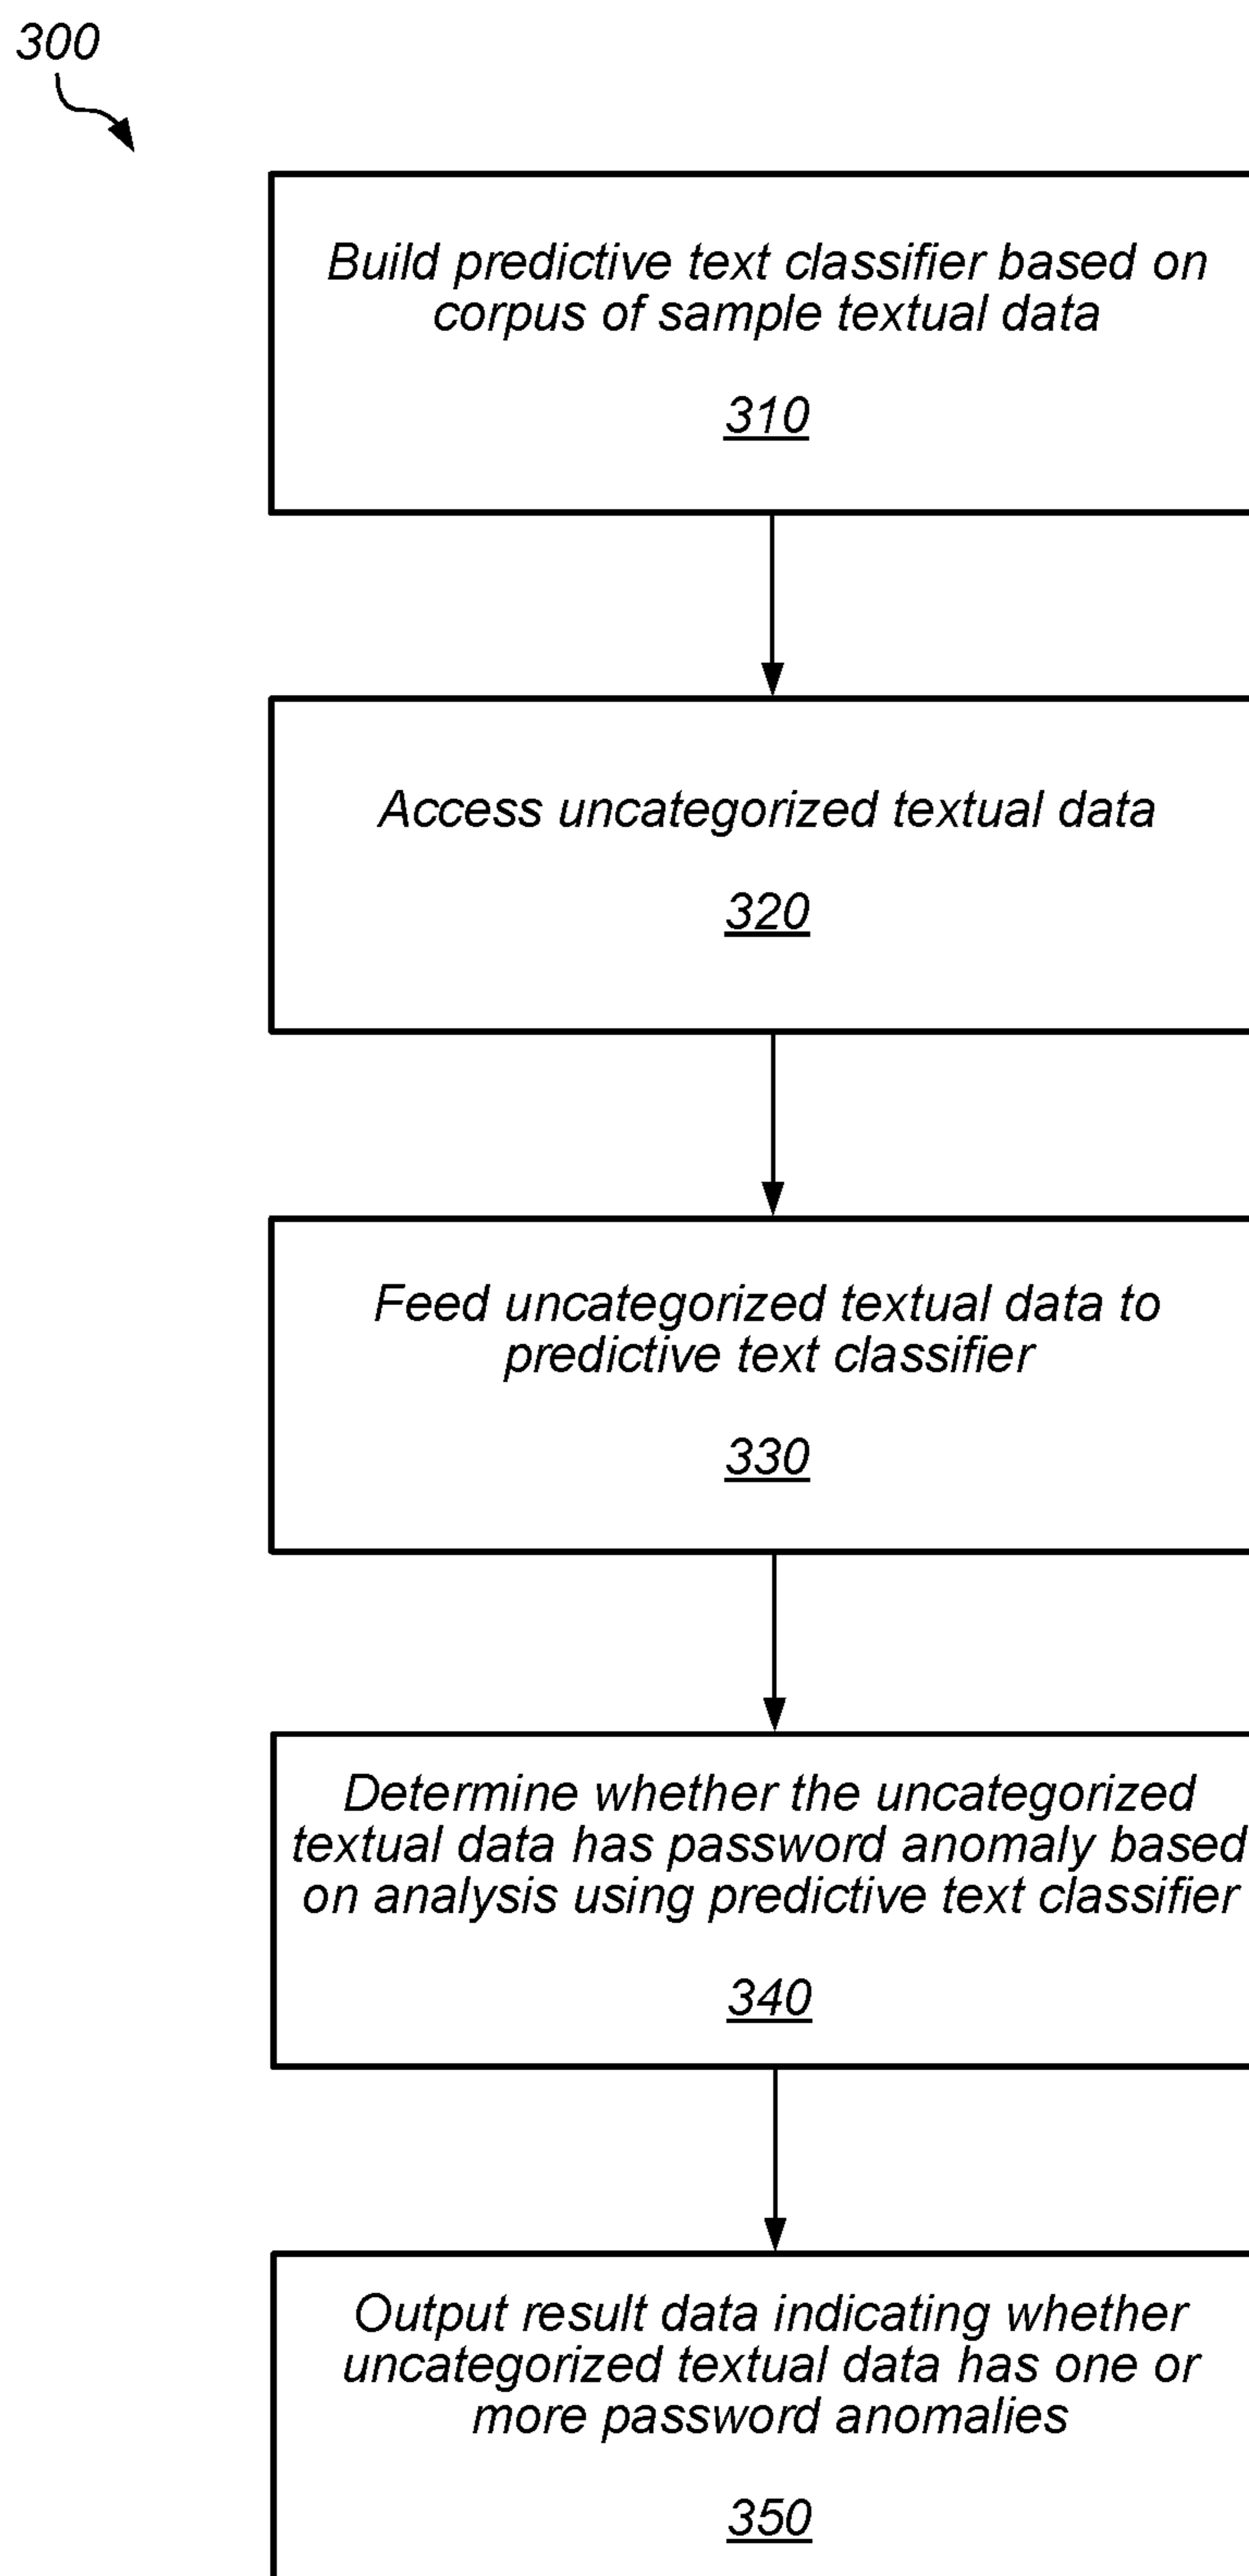 300
Build predictive text classifier based on
corpus of sample textual data
310
Access uncategorized textual data
320
Feed uncategorized textual data to
predictive text classifier
330
Determine whether the uncategorized
textual data has password anomaly based
on analysis using predictive text classifier
340
Output result data indicating whether
uncategorized textual data has one or
more password anomalies
350